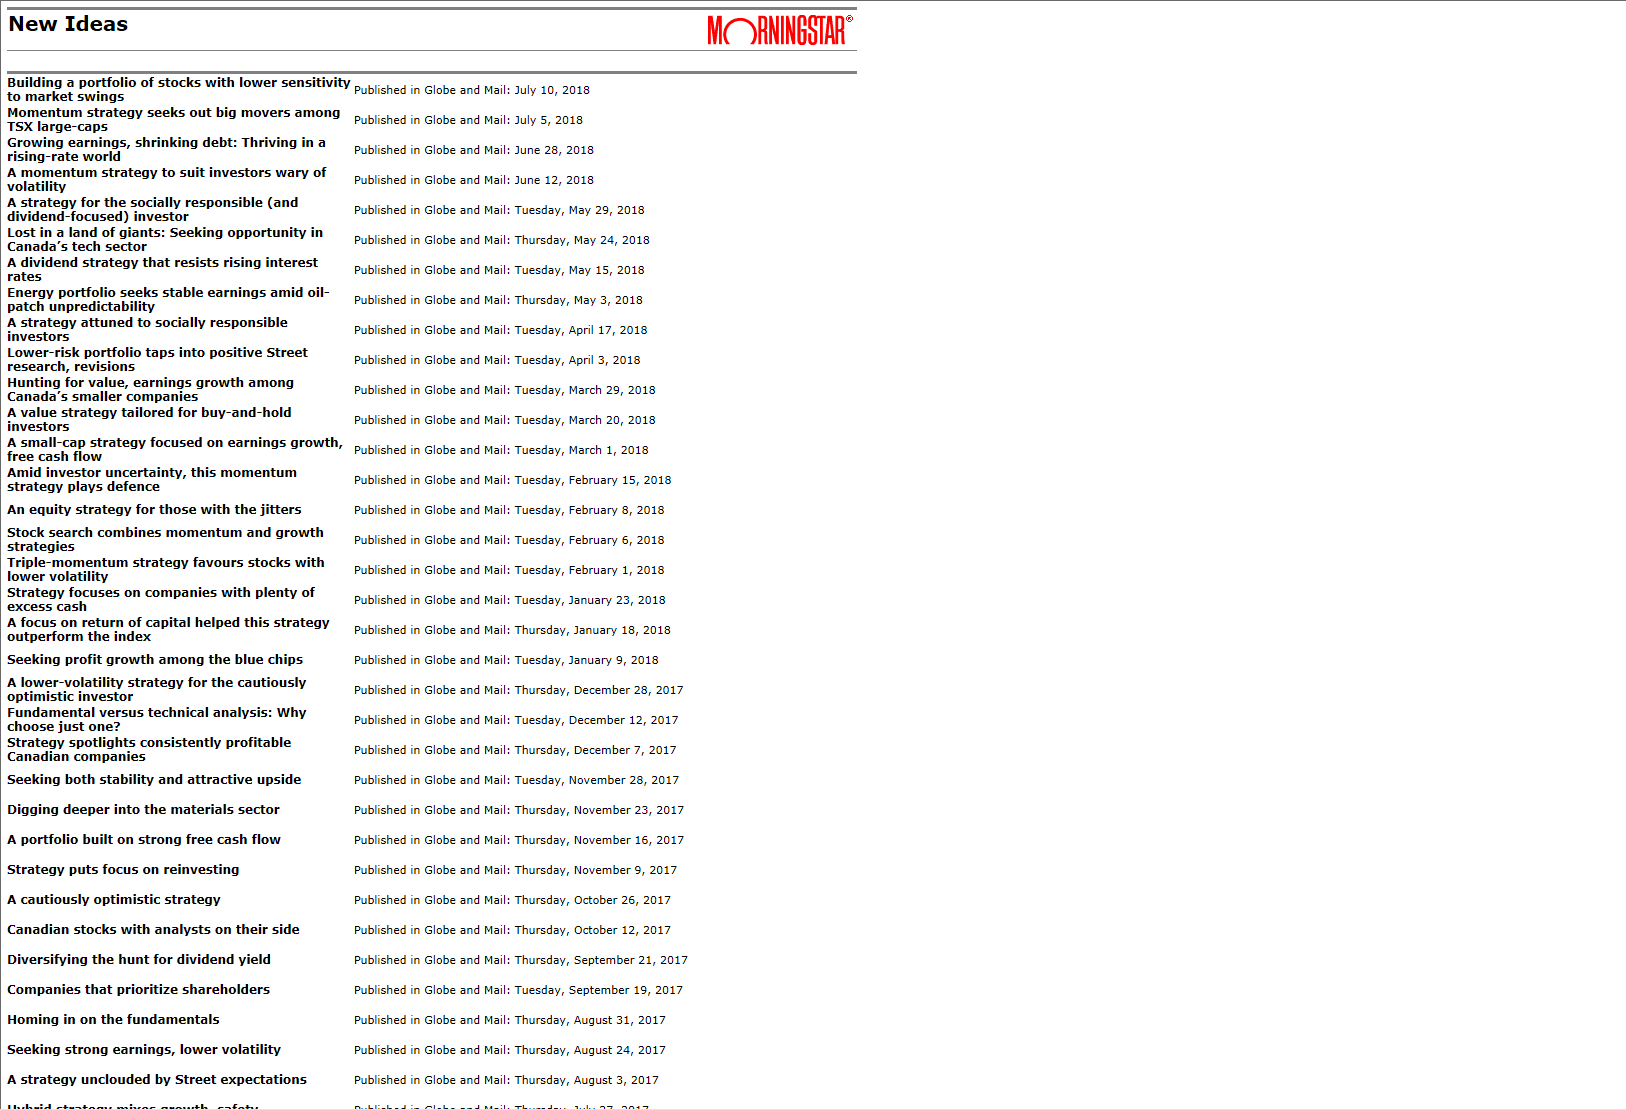 New Ideas
MORNINGSTAR®
Building a portfolio of stocks with lower sensitivity
to market swings
Published in Globe and Mail: July 10, 2018
Momentum strategy seeks out big movers among
TSX large-caps
Published in Globe and Mail: July 5, 2018
Growing earnings, shrinking debt: Thriving in a
rising-rate world
Published in Globe and Mail: June 28, 2018
A momentum strategy to suit investors wary of
volatility
Published in Globe and Mail: June 12, 2018
A strategy for the socially responsible (and
dividend-focused) investor
Published in Globe and Mail: Tuesday, May 29, 2018
Lost in a land of giants: Seeking opportunity in
Canada’s tech sector
Published in Globe and Mail: Thursday, May 24, 2018
A dividend strategy that resists rising interest
rates
Published in Globe and Mail: Tuesday, May 15, 2018
Energy portfolio seeks stable earnings amid oil-
patch unpredictability
Published in Globe and Mail: Thursday, May 3, 2018
A strategy attuned to socially responsible
investors
Published in Globe and Mail: Tuesday, April 17, 2018
Lower-risk portfolio taps into positive Street
research, revisions
Published in Globe and Mail: Tuesday, April 3, 2018
Hunting for value, earnings growth among
Canada’s smaller companies
Published in Globe and Mail: Tuesday, March 29, 2018
A value strategy tailored for buy-and-hold
investors
Published in Globe and Mail: Tuesday, March 20, 2018
A small-cap strategy focused on earnings growth,
free cash flow
Published in Globe and Mail: Tuesday, March 1, 2018
Amid investor uncertainty, this momentum
strategy plays defence
Published in Globe and Mail: Tuesday, February 15, 2018
An equity strategy for those with the jitters
Published in Globe and Mail: Tuesday, February 8, 2018
Stock search combines momentum and growth
strategies
Published in Globe and Mail: Tuesday, February 6, 2018
Triple-momentum strategy favours stocks with
lower volatility
Published in Globe and Mail: Tuesday, February 1, 2018
Strategy focuses on companies with plenty of
excess cash
Published in Globe and Mail: Tuesday, January 23, 2018
A focus on return of capital helped this strategy
outperform the index
Published in Globe and Mail: Thursday, January 18, 2018
Seeking profit growth among the blue chips
Published in Globe and Mail: Tuesday, January 9, 2018
A lower-volatility strategy for the cautiously
optimistic investor
Published in Globe and Mail: Thursday, December 28, 2017
Fundamental versus technical analysis: Why
choose just one?
Published in Globe and Mail: Tuesday, December 12, 2017
Strategy spotlights consistently profitable
Canadian companies
Published in Globe and Mail: Thursday, December 7, 2017
Seeking both stability and attractive upside
Published in Globe and Mail: Tuesday, November 28, 2017
Digging deeper into the materials sector
Published in Globe and Mail: Thursday, November 23, 2017
A portfolio built on strong free cash flow
Published in Globe and Mail: Thursday, November 16, 2017
Strategy puts focus on reinvesting
Published in Globe and Mail: Thursday, November 9, 2017
A cautiously optimistic strategy
Published in Globe and Mail: Thursday, October 26, 2017
Canadian stocks with analysts on their side
Published in Globe and Mail: Thursday, October 12, 2017
Diversifying the hunt for dividend yield
Published in Globe and Mail: Thursday, September 21, 2017
Companies that prioritize shareholders
Published in Globe and Mail: Tuesday, September 19, 2017
Homing in on the fundamentals
Published in Globe and Mail: Thursday, August 31, 2017
Seeking strong earnings, lower volatility
Published in Globe and Mail: Thursday, August 24, 2017
A strategy unclouded by Street expectations
Published in Globe and Mail: Thursday, August 3, 2017
Hybrid strategy mixes growth, safety
Published in Globe and Mail: Thursday, July 27, 2017